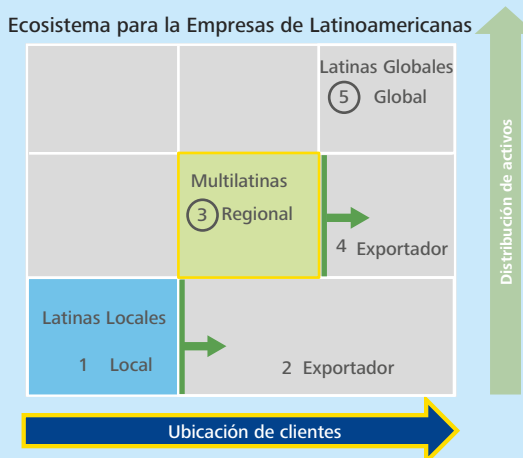 Ecosistema para la Empresas de Latinoamericanas
Latinas Globales
5 Global
Multilatinas
3 Regional
4 Exportador
Latinas Locales
1 Local
2 Exportador
Distribución de activos
Ubicación de clientes